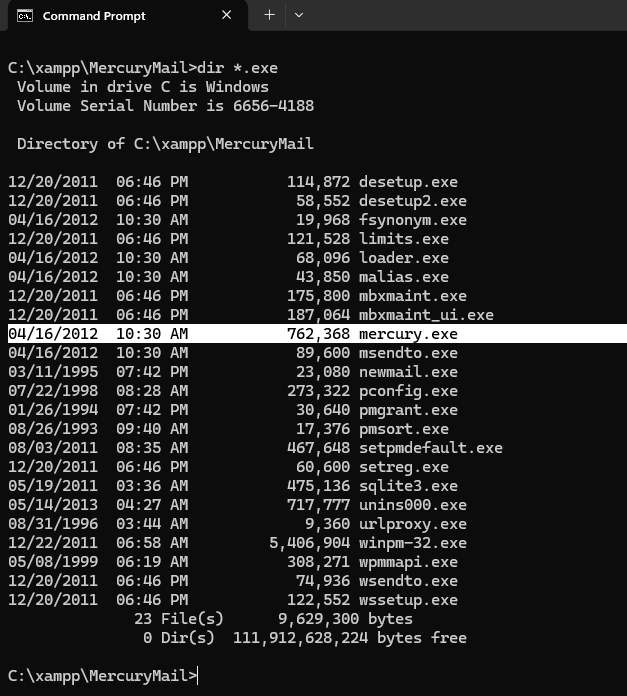 Command Prompt
C:\xampp\MercuryMail>dir *.exe
 Volume in drive C is Windows
 Volume Serial Number is 6656-4188
 Directory of C:\xampp\MercuryMail
12/20/2011  06:46 PM           114,872 desetup.exe
12/20/2011  06:46 PM            58,552 desetup2.exe
04/16/2012  10:30 AM            19,968 fsynonym.exe
12/20/2011  06:46 PM           121,528 limits.exe
04/16/2012  10:30 AM            68,096 loader.exe
04/16/2012  10:30 AM            43,850 malias.exe
12/20/2011  06:46 PM           175,800 mbxmaint.exe
12/20/2011  06:46 PM           187,064 mbxmaint_ui.exe
04/16/2012  10:30 AM           762,368 mercury.exe
04/16/2012  10:30 AM            89,600 msendto.exe
03/11/1995  07:42 PM            23,080 newmail.exe
07/22/1998  08:28 AM           273,322 pconfig.exe
01/26/1994  07:42 PM            30,640 pmgrant.exe
08/26/1993  09:40 AM            17,376 pmsort.exe
08/03/2011  08:35 AM           467,648 setpmdefault.exe
12/20/2011  06:46 PM            60,600 setreg.exe
05/19/2011  03:36 AM           475,136 sqlite3.exe
05/14/2013  04:27 AM           717,777 unins000.exe
08/31/1996  03:44 AM             9,360 urlproxy.exe
12/22/2011  06:58 AM         5,406,904 winpm-32.exe
05/08/1999  06:19 AM           308,271 wpmmapi.exe
12/20/2011  06:46 PM            74,936 wsendto.exe
12/20/2011  06:46 PM           122,552 wssetup.exe
              23 File(s)      9,629,300 bytes
               0 Dir(s)  111,912,628,224 bytes free
C:\xampp\MercuryMail>